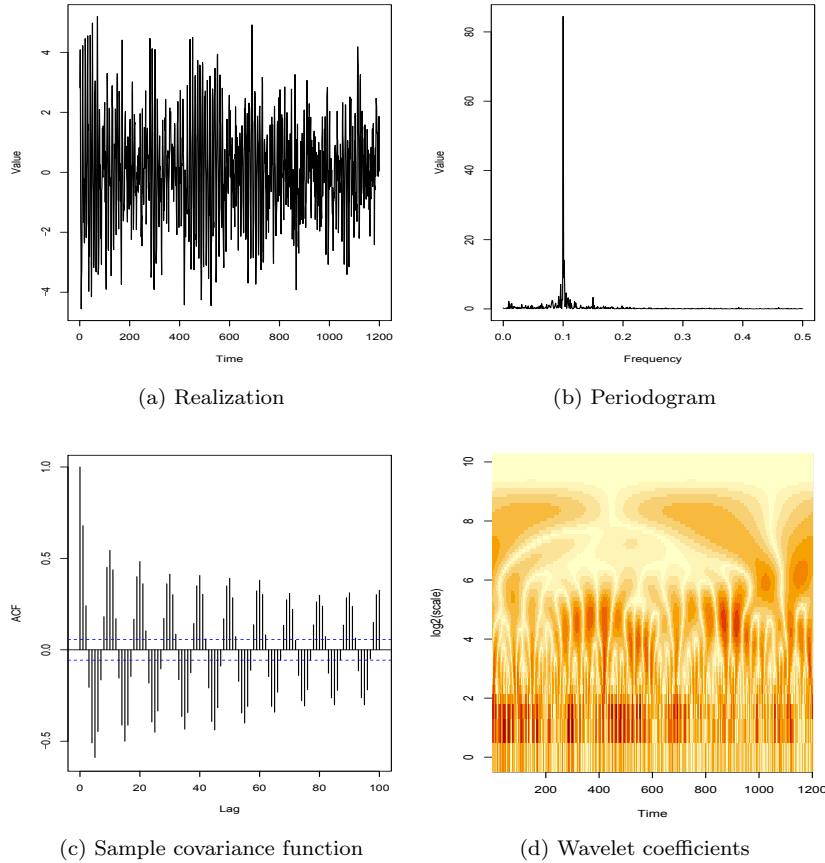 Value
4
2
0
−2
−4
0 200 400 600 800 1000 1200
Time
(a) Realization
Value
80
60
40
20
0
0.0 0.1 0.2 0.3 0.4 0.5
Frequency
(b) Periodogram
ACF
1.0
0.5
0.0
−0.5
0 20 40 60 80 100
Lag
(c) Sample covariance function
log2(scale)
10
8
6
4
2
0
200 400 600 800 1000 1200
Time
(d) Wavelet coefficients